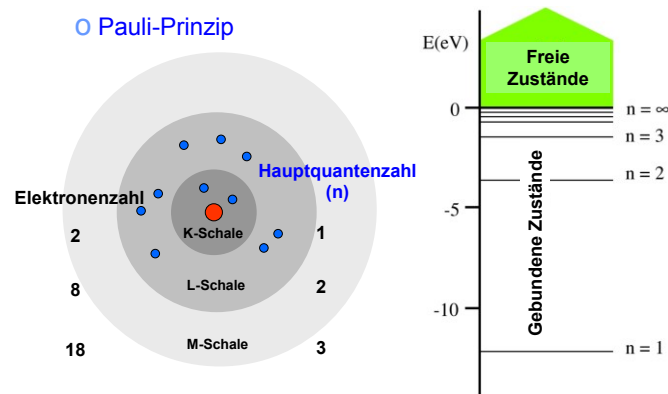 o Pauli-Prinzip
Elektronenzahl
Hauptquantenzahl
(n)
K-Schale
L-Schale
M-Schale
2
8
18
1
2
3
E(eV)
Freie
Zustände
0
-5
-10
Gebundene Zustände
n = ∞
n = 3
n = 2
n = 1